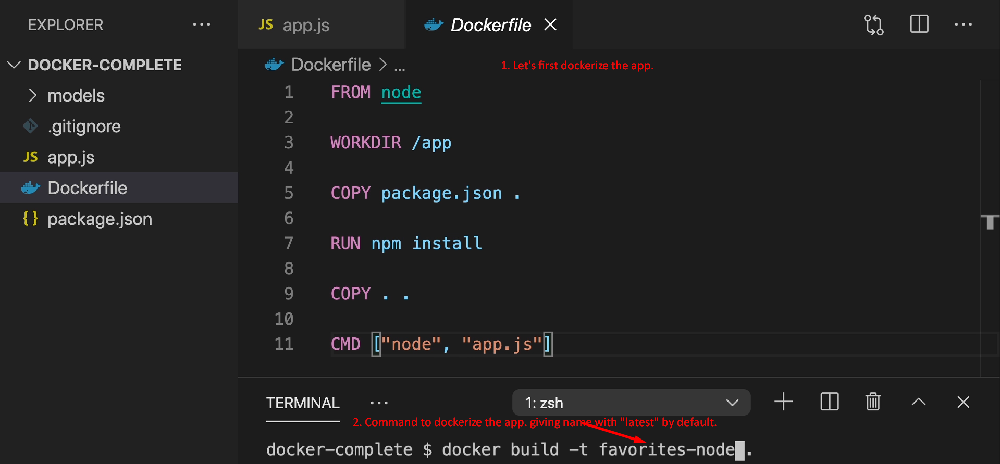 EXPLORER ...
DOCKER-COMPLETE
models
.gitignore
JS app.js
Dockerfile
{} package.json
JS app.js
Dockerfile
Dockerfile > ...
1. Let's first dockerize the app.
1 FROM node
2
3 WORKDIR /app
4
5 COPY package.json .
6
7 RUN npm install
8
9 COPY . .
10
11 CMD ["node", "app.js"]
TERMINAL ...
1: zsh
2. Command to dockerize the app. giving name with "latest" by default.
docker-complete $ docker build -t favorites-node .